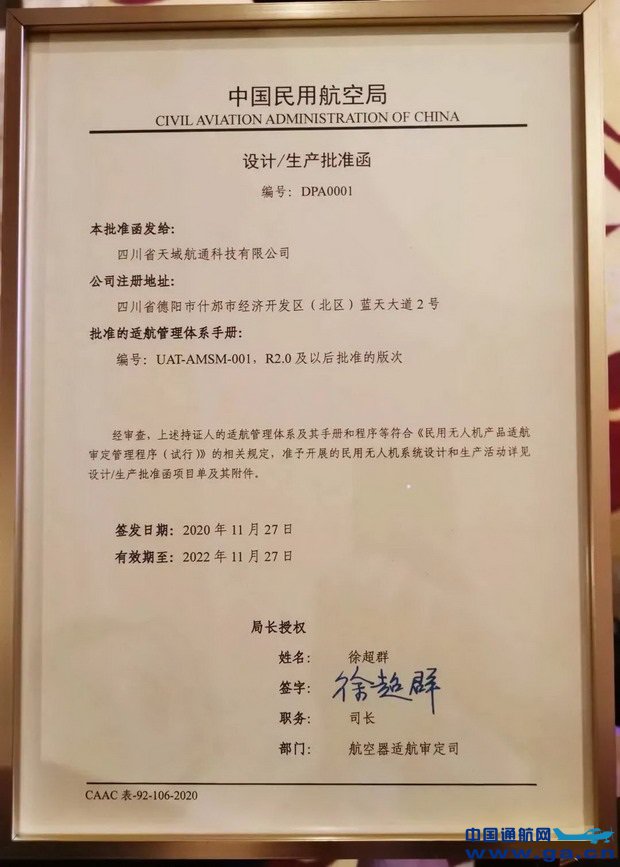 中国民用航空局
CIVIL AVIATION ADMINISTRATION OF CHINA
设计/生产批准函
编号：DPA0001
本批准函发给：
四川省天域航通科技有限公司
公司注册地址：
四川省德阳市什邡市经济开发区（北区）蓝天大道2号
批准的适航管理体系手册：
编号：UAT-AMSM-001，R2.0及以后批准的版次
经审查，上述持证人的适航管理体系及其手册和程序等符合《民用无人机产品适航
审定管理程序（试行）》的相关规定，准予开展的民用无人机系统设计和生产活动详见
设计/生产批准函项目单及其附件。
签发日期：2020年11月27日
有效期至：2022年11月27日
局长授权
姓名：徐超群
签字：徐超群
职务：司长
部门：航空器适航审定司
CAAC 表-92-106-2020
中国通航网
www.ga.cn